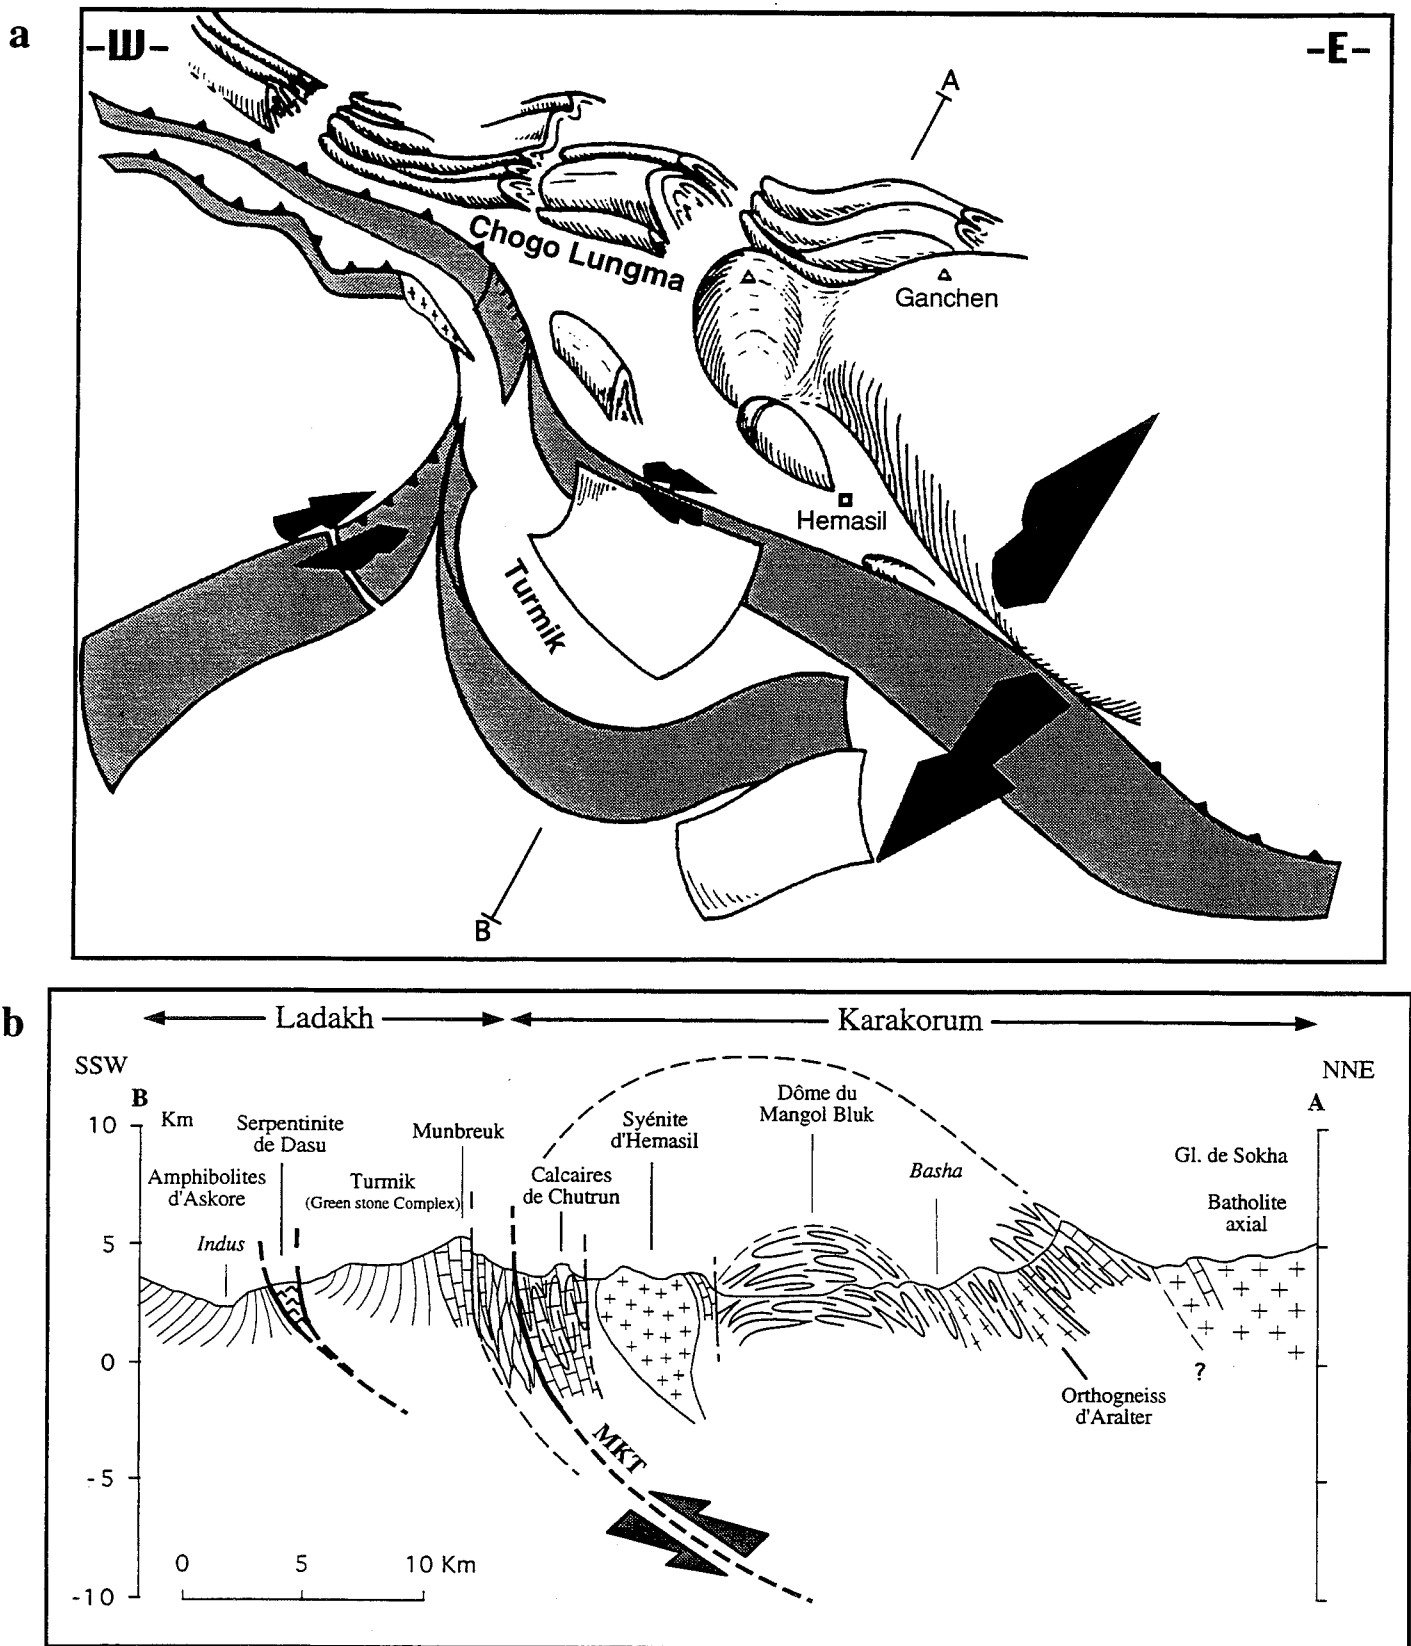 a
-W-
-E-
A
Chogo Lungma
Ganchen
Hemasil
Turmik
B
b
Ladakh
Karakorum
SSW
NNE
B
A
Km
Serpentinite
de Dasu
Munbreuk
Syénite
d'Hemasil
Dôme du
Mangol Bluk
Amphibolites
d'Askore
Turmik
(Green stone Complex)
Calcaires
de Chutrun
Basha
Gl. de Sokha
Batholite
axial
Indus
10
5
0
-5
-10
?
Orthogneiss
d'Aralter
MKT
0 5 10 Km